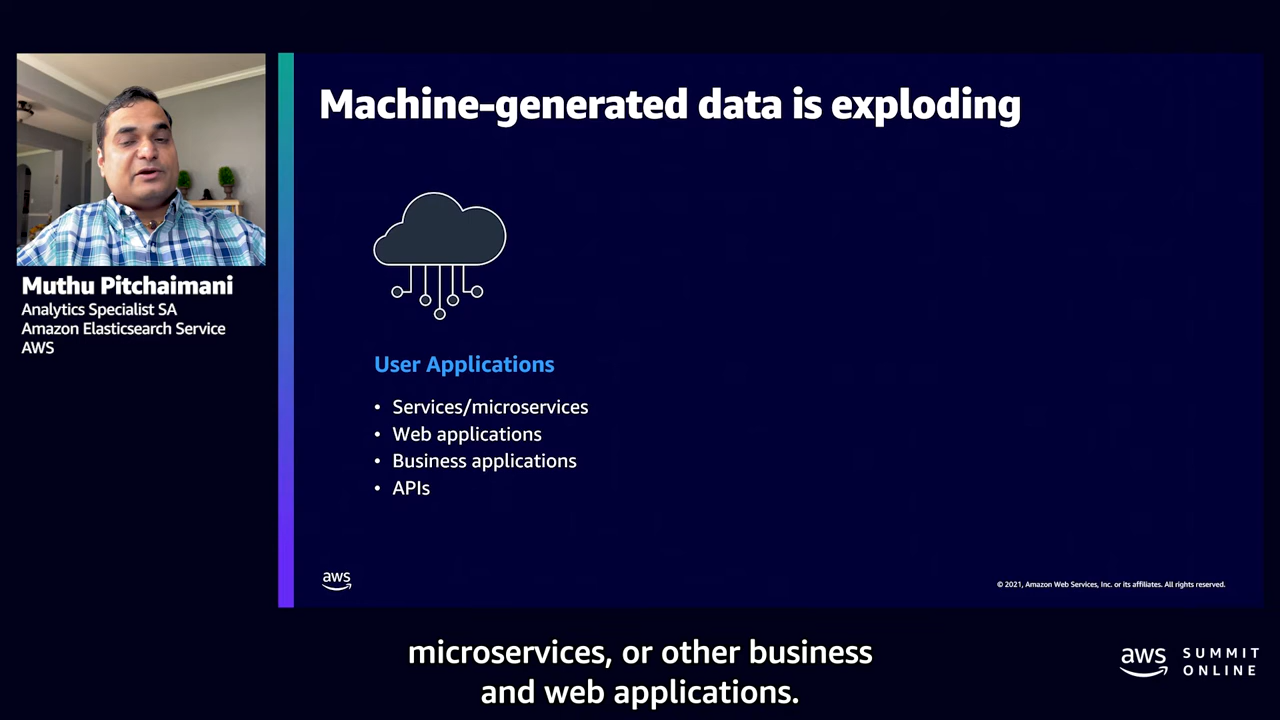 Machine-generated data is exploding
Muthu Pitchaimani
Analytics Specialist SA
Amazon Elasticsearch Service
AWS
User Applications
• Services/microservices
• Web applications
• Business applications
• APIs
aws
© 2021, Amazon Web Services, Inc. or its affiliates. All rights reserved.
microservices, or other business
and web applications.
aws SUMMIT
ONLINE